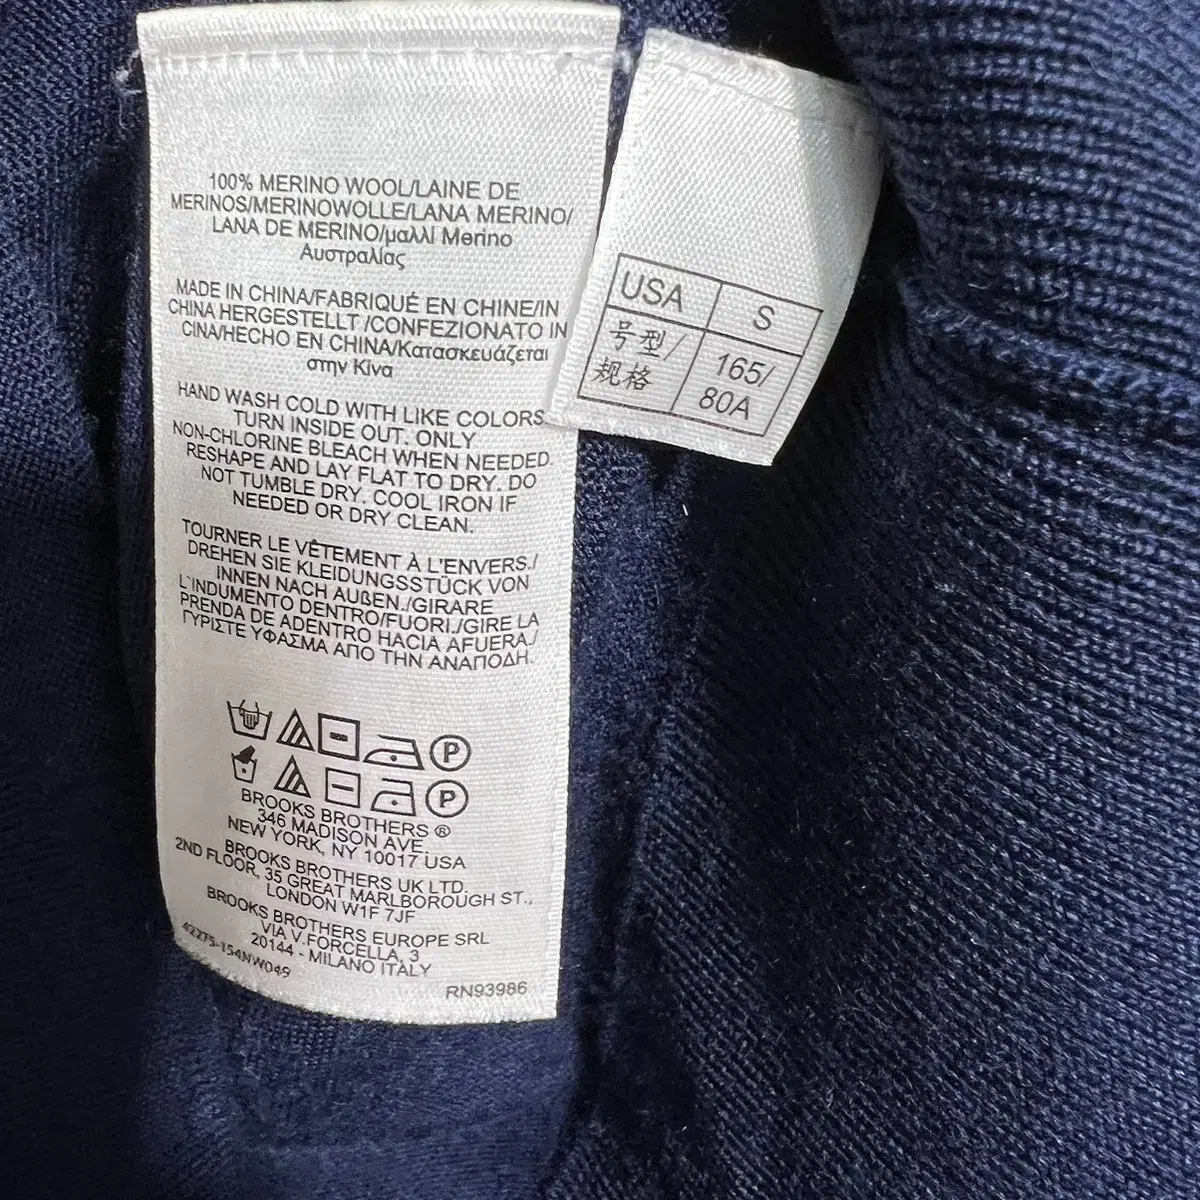 100% MERINO WOOL/LAINE DE
MERINOS/MERINOWOLLE/LANA MERINO/
LANA DE MERINO/μαλλί Merino
Αυστραλίας
MADE IN CHINA/FABRIQUÉ EN CHINE/IN
CHINA HERGESTELLT /CONFEZIONATO IN
CINA/HECHO EN CHINA/Κατασκευάζεται
στην Κίνα
HAND WASH COLD WITH LIKE COLORS.
TURN INSIDE OUT. ONLY
NON-CHLORINE BLEACH WHEN NEEDED.
RESHAPE AND LAY FLAT TO DRY. DO
NOT TUMBLE DRY. COOL IRON IF
NEEDED OR DRY CLEAN.
TOURNER LE VÊTEMENT À L'ENVERS./
DREHEN SIE KLEIDUNGSSTÜCK VON
INNEN NACH AUßEN./GIRARE
L'INDUMENTO DENTRO/FUORI./GIRE LA
PRENDA DE ADENTRO HACIA AFUERA./
ΓΥΡΙΣΤΕ ΥΦΑΣΜΑ ΑΠΟ ΤΗΝ ΑΝΑΠΟΔΗ.
P
P
BROOKS BROTHERS ®
346 MADISON AVE.
NEW YORK, NY 10017 USA
BROOKS BROTHERS UK LTD.
2ND FLOOR, 35 GREAT MARLBOROUGH ST.,
LONDON W1F 7JF
BROOKS BROTHERS EUROPE SRL
VIA V.FORCELLA, 3
20144 - MILANO ITALY
42275-154NW049
RN93986
USA S
号型/ 165/
规格 80A